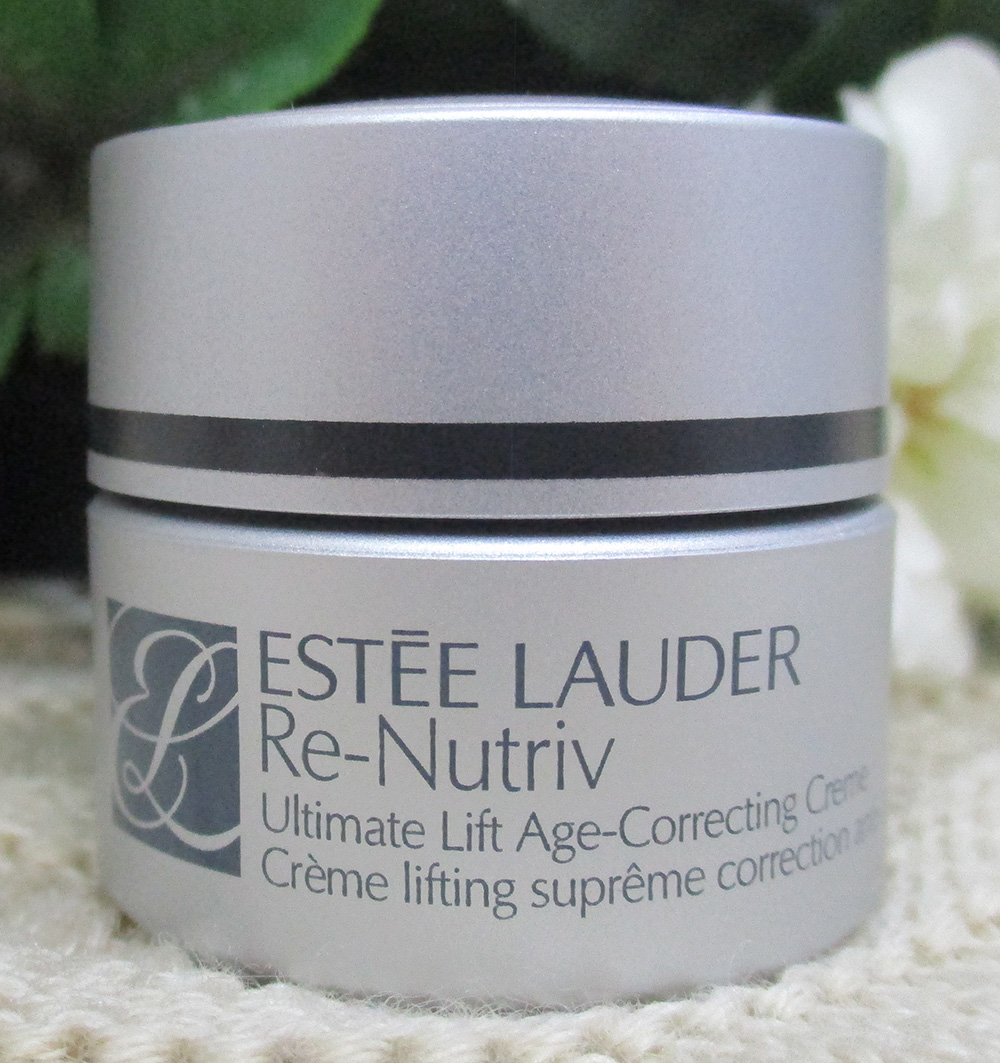 ESTĒE LAUDER
Re-Nutriv
Ultimate Lift Age-Correcting Creme
Crème lifting suprême correction